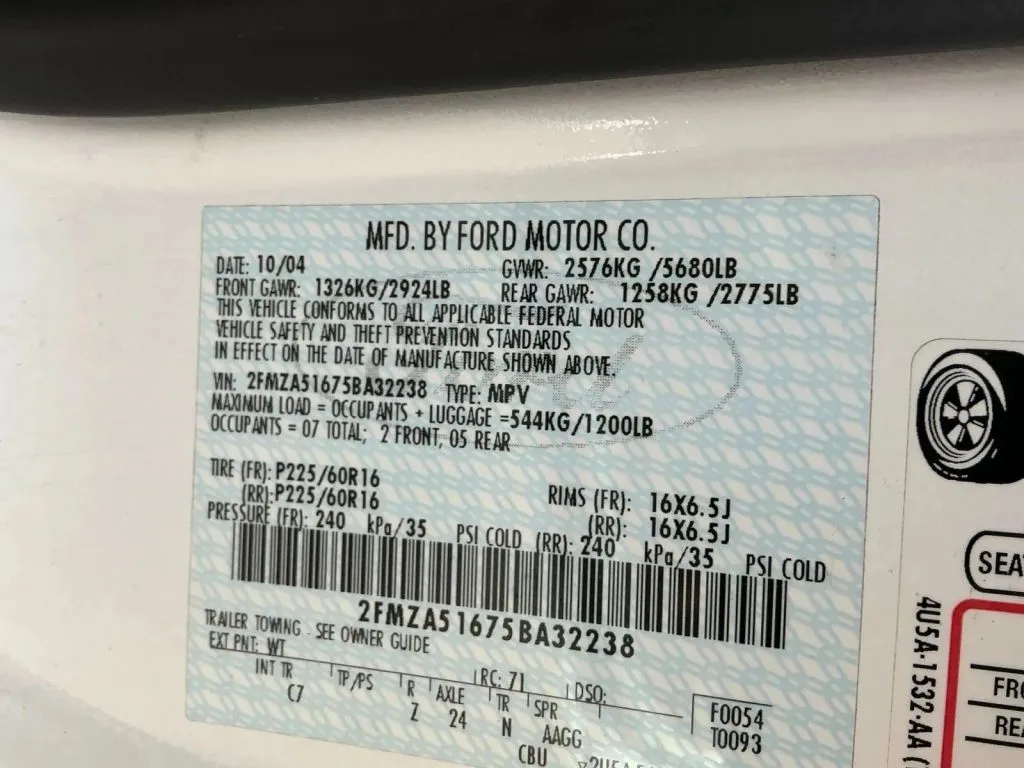 MFD. BY FORD MOTOR CO.
DATE: 10/04 GVWR: 2576KG /5680LB
FRONT GAWR: 1326KG/2924LB REAR GAWR: 1258KG /2775LB
THIS VEHICLE CONFORMS TO ALL APPLICABLE FEDERAL MOTOR
VEHICLE SAFETY AND THEFT PREVENTION STANDARDS
IN EFFECT ON THE DATE OF MANUFACTURE SHOWN ABOVE.
VIN: 2FMZA51675BA32238 TYPE: MPV
MAXIMUM LOAD = OCCUPANTS + LUGGAGE =544KG/1200LB
OCCUPANTS = 07 TOTAL; 2 FRONT, 05 REAR
TIRE (FR): P225/60R16 RIMS (FR): 16X6.5J
(RR):P225/60R16 (RR): 16X6.5J
PRESSURE (FR): 240 kPa/35 PSI COLD (RR): 240 kPa/35 PSI COLD
2FMZA51675BA32238
TRAILER TOWING - SEE OWNER GUIDE
EXT PNT: WT RC: 71 DSO:
INT TR TP/PS R AXLE TR SPR F0054
C7 Z 24 N AAGG T0093
CBU
SEA
4U5A-1532-AA (
FRO
REA